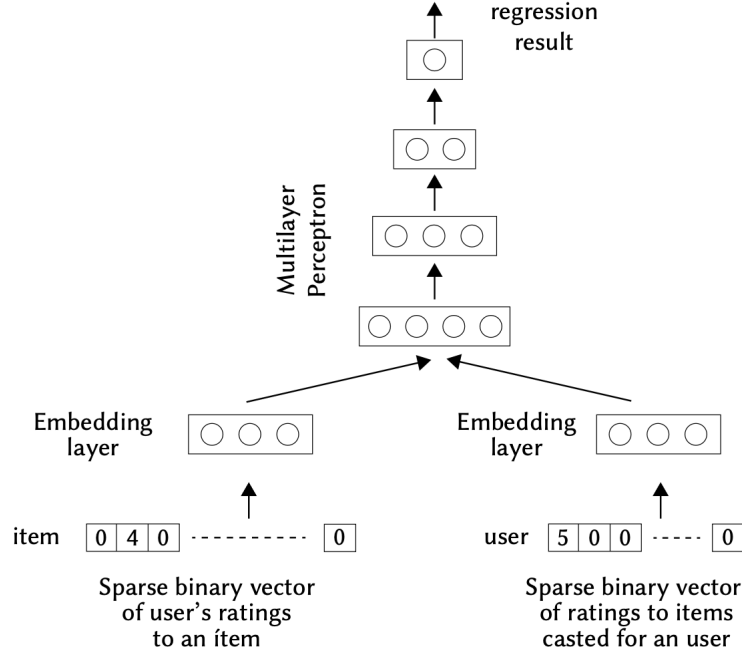 regression
result
Multilayer
Perceptron
Embedding
layer
Embedding
layer
item 0 4 0 0
user 5 0 0 0
Sparse binary vector
of user's ratings
to an ítem
Sparse binary vector
of ratings to items
casted for an user